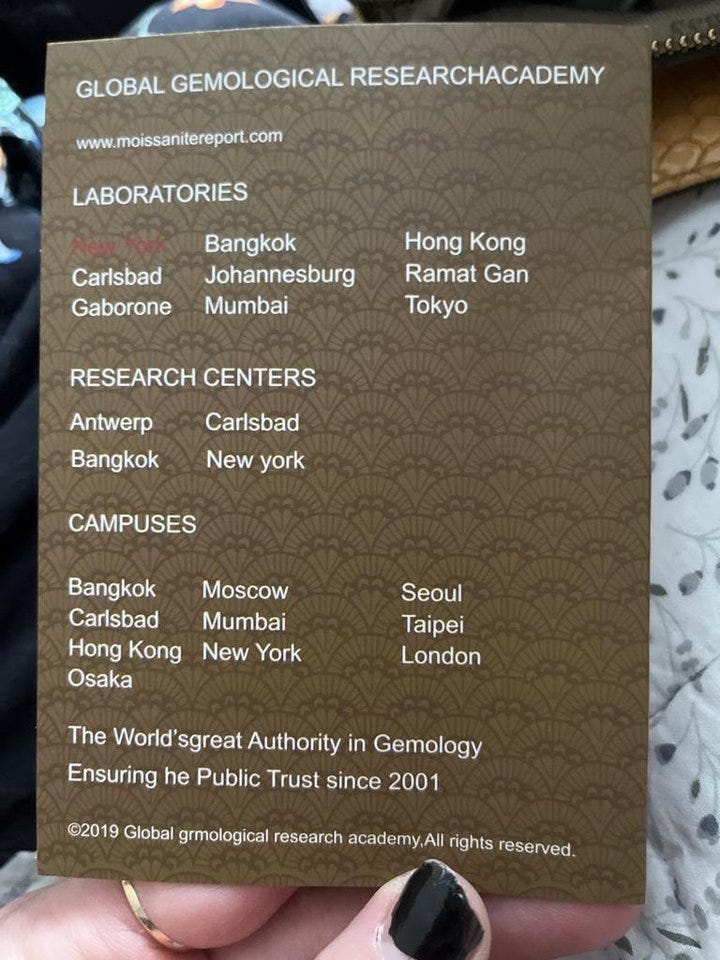 GLOBAL GEMOLOGICAL RESEARCHACADEMY
www.moissanitereport.com
LABORATORIES
New York Bangkok Hong Kong
Carlsbad Johannesburg Ramat Gan
Gaborone Mumbai Tokyo
RESEARCH CENTERS
Antwerp Carlsbad
Bangkok New york
CAMPUSES
Bangkok Moscow Seoul
Carlsbad Mumbai Taipei
Hong Kong New York London
Osaka
The World'sgreat Authority in Gemology
Ensuring he Public Trust since 2001
©2019 Global grmological research academy,All rights reserved.